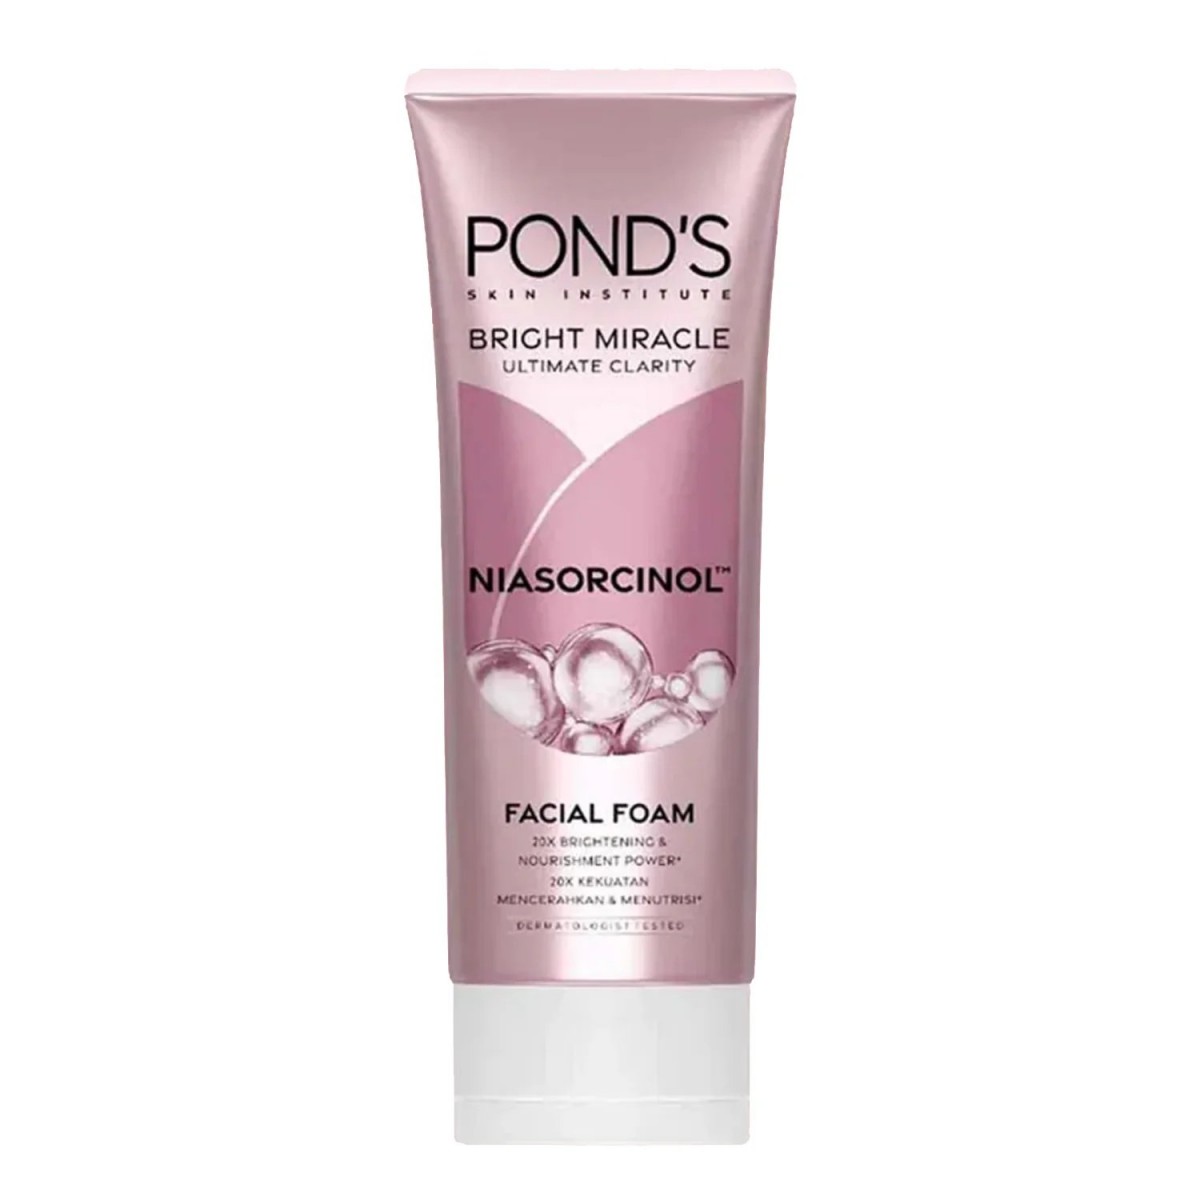 POND'S
SKIN INSTITUTE
BRIGHT MIRACLE
ULTIMATE CLARITY
NIASORCINOL™
FACIAL FOAM
20X BRIGHTENING &
NOURISHMENT POWER*
20X KEKUATAN
MENCERAHKAN & MENUTRISI*
DERMATOLOGIST TESTED